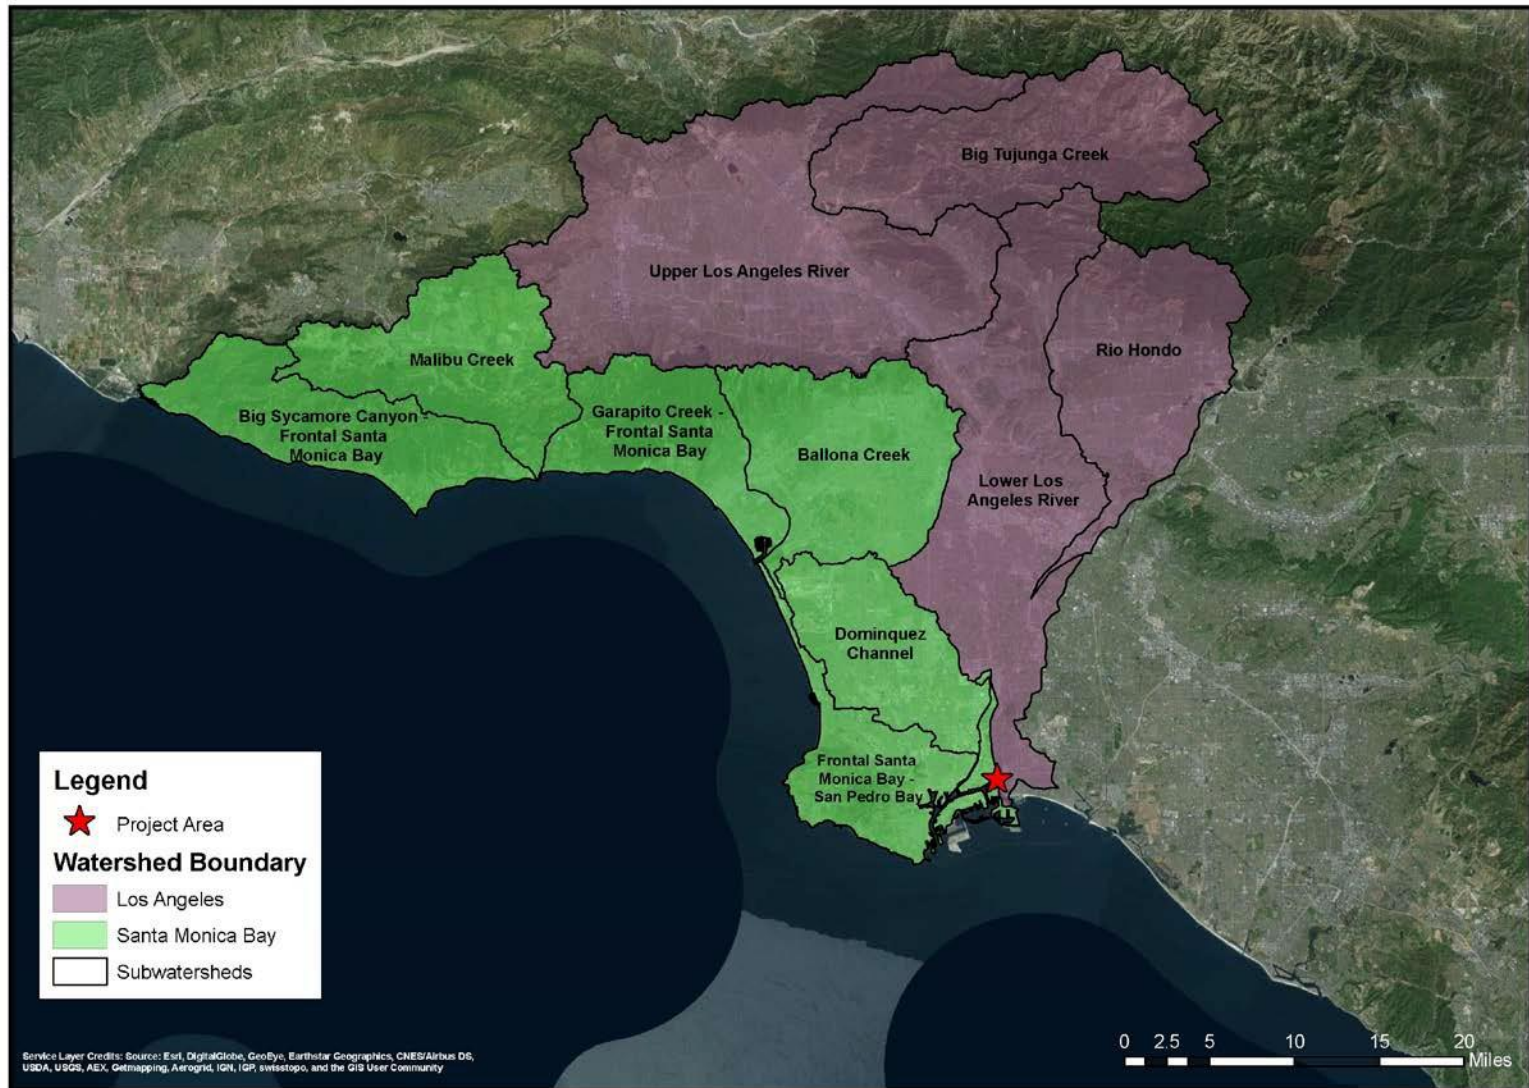 Big Tujunga Creek
Upper Los Angeles River
Rio Hondo
Malibu Creek
Big Sycamore Canyon -
Frontal Santa
Monica Bay
Garapito Creek -
Frontal Santa
Monica Bay
Ballona Creek
Lower Los
Angeles River
Dominquez
Channel
Frontal Santa
Monica Bay -
San Pedro Bay
Legend
Project Area
Watershed Boundary
Los Angeles
Santa Monica Bay
Subwatersheds
0 2.5 5 10 15 20
Miles
Service Layer Credits: Source: Esri, DigitalGlobe, GeoEye, Earthstar Geographics, CNES/Airbus DS,
USDA, USGS, AEX, Getmapping, Aerogrid, IGN, IGP, swisstopo, and the GIS User Community